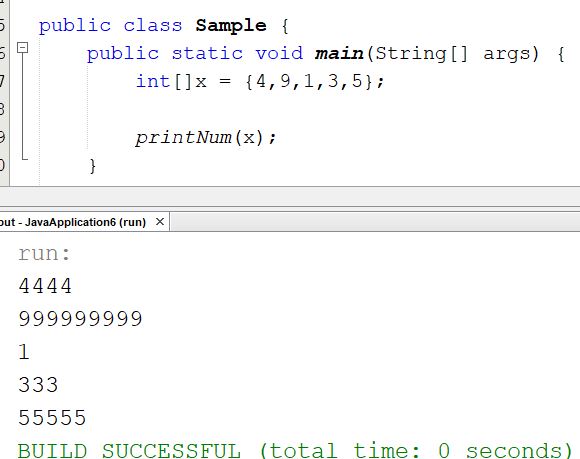 5 public class Sample {
6 public static void main(String[] args) {
7 int[]x = {4,9,1,3,5};
8
9 printNum(x);
0 }
out - JavaApplication6 (run) ×
run:
4444
999999999
1
333
55555
BUILD SUCCESSFUL (total time: 0 seconds)